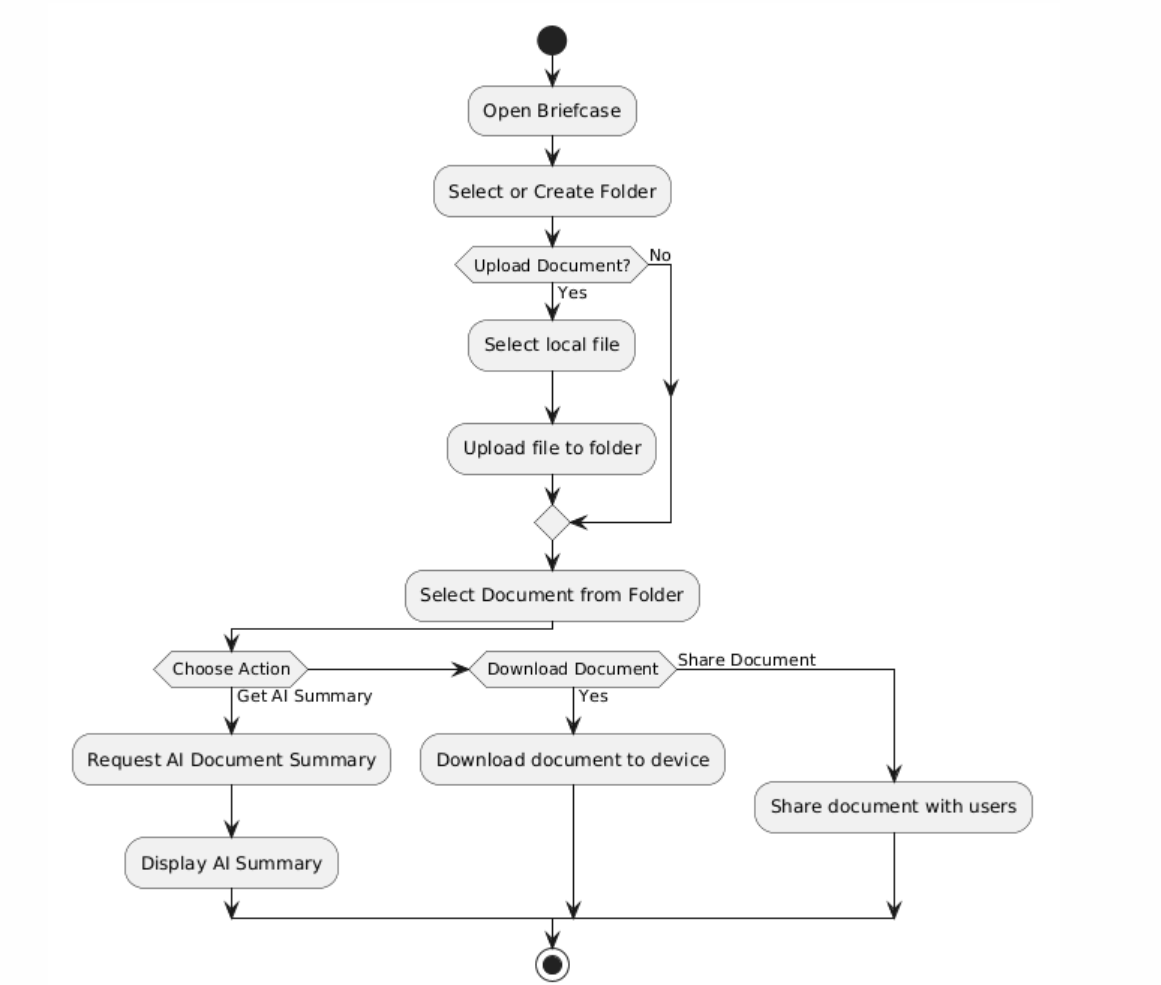 Open Briefcase
Select or Create Folder
Upload Document?
No
Yes
Select local file
Upload file to folder
Select Document from Folder
Choose Action
Download Document
Share Document
Get AI Summary
Yes
Request AI Document Summary
Download document to device
Share document with users
Display AI Summary